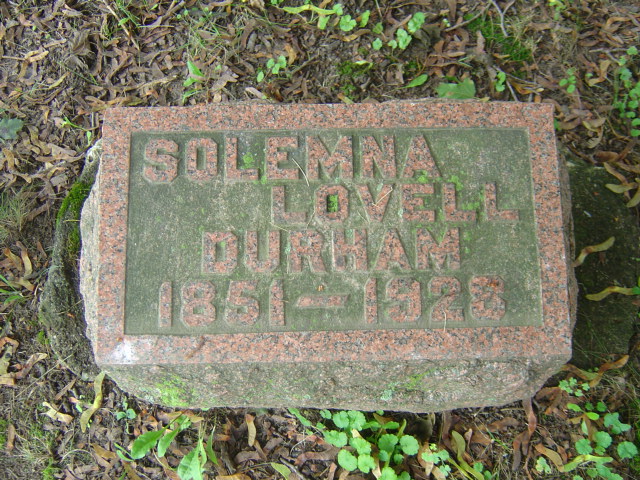 SOLEMNA
LOVELL
DURHAM
1851 – 1928